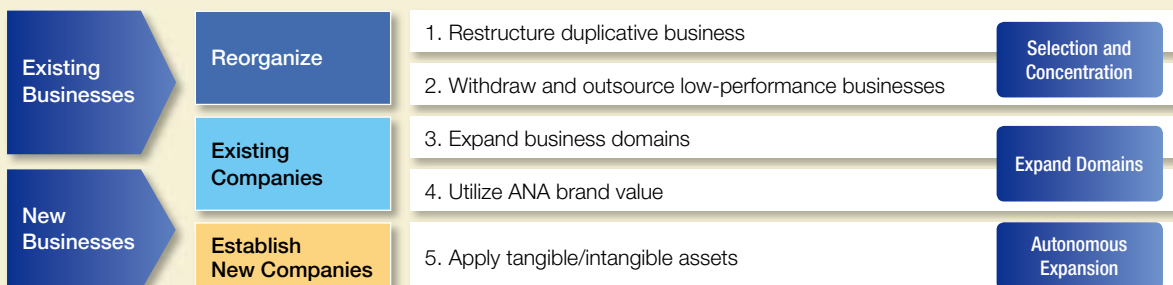 Existing
Businesses
Reorganize
1. Restructure duplicative business
2. Withdraw and outsource low-performance businesses
Selection and
Concentration
Existing
Companies
3. Expand business domains
4. Utilize ANA brand value
Expand Domains
New
Businesses
Establish
New Companies
5. Apply tangible/intangible assets
Autonomous
Expansion